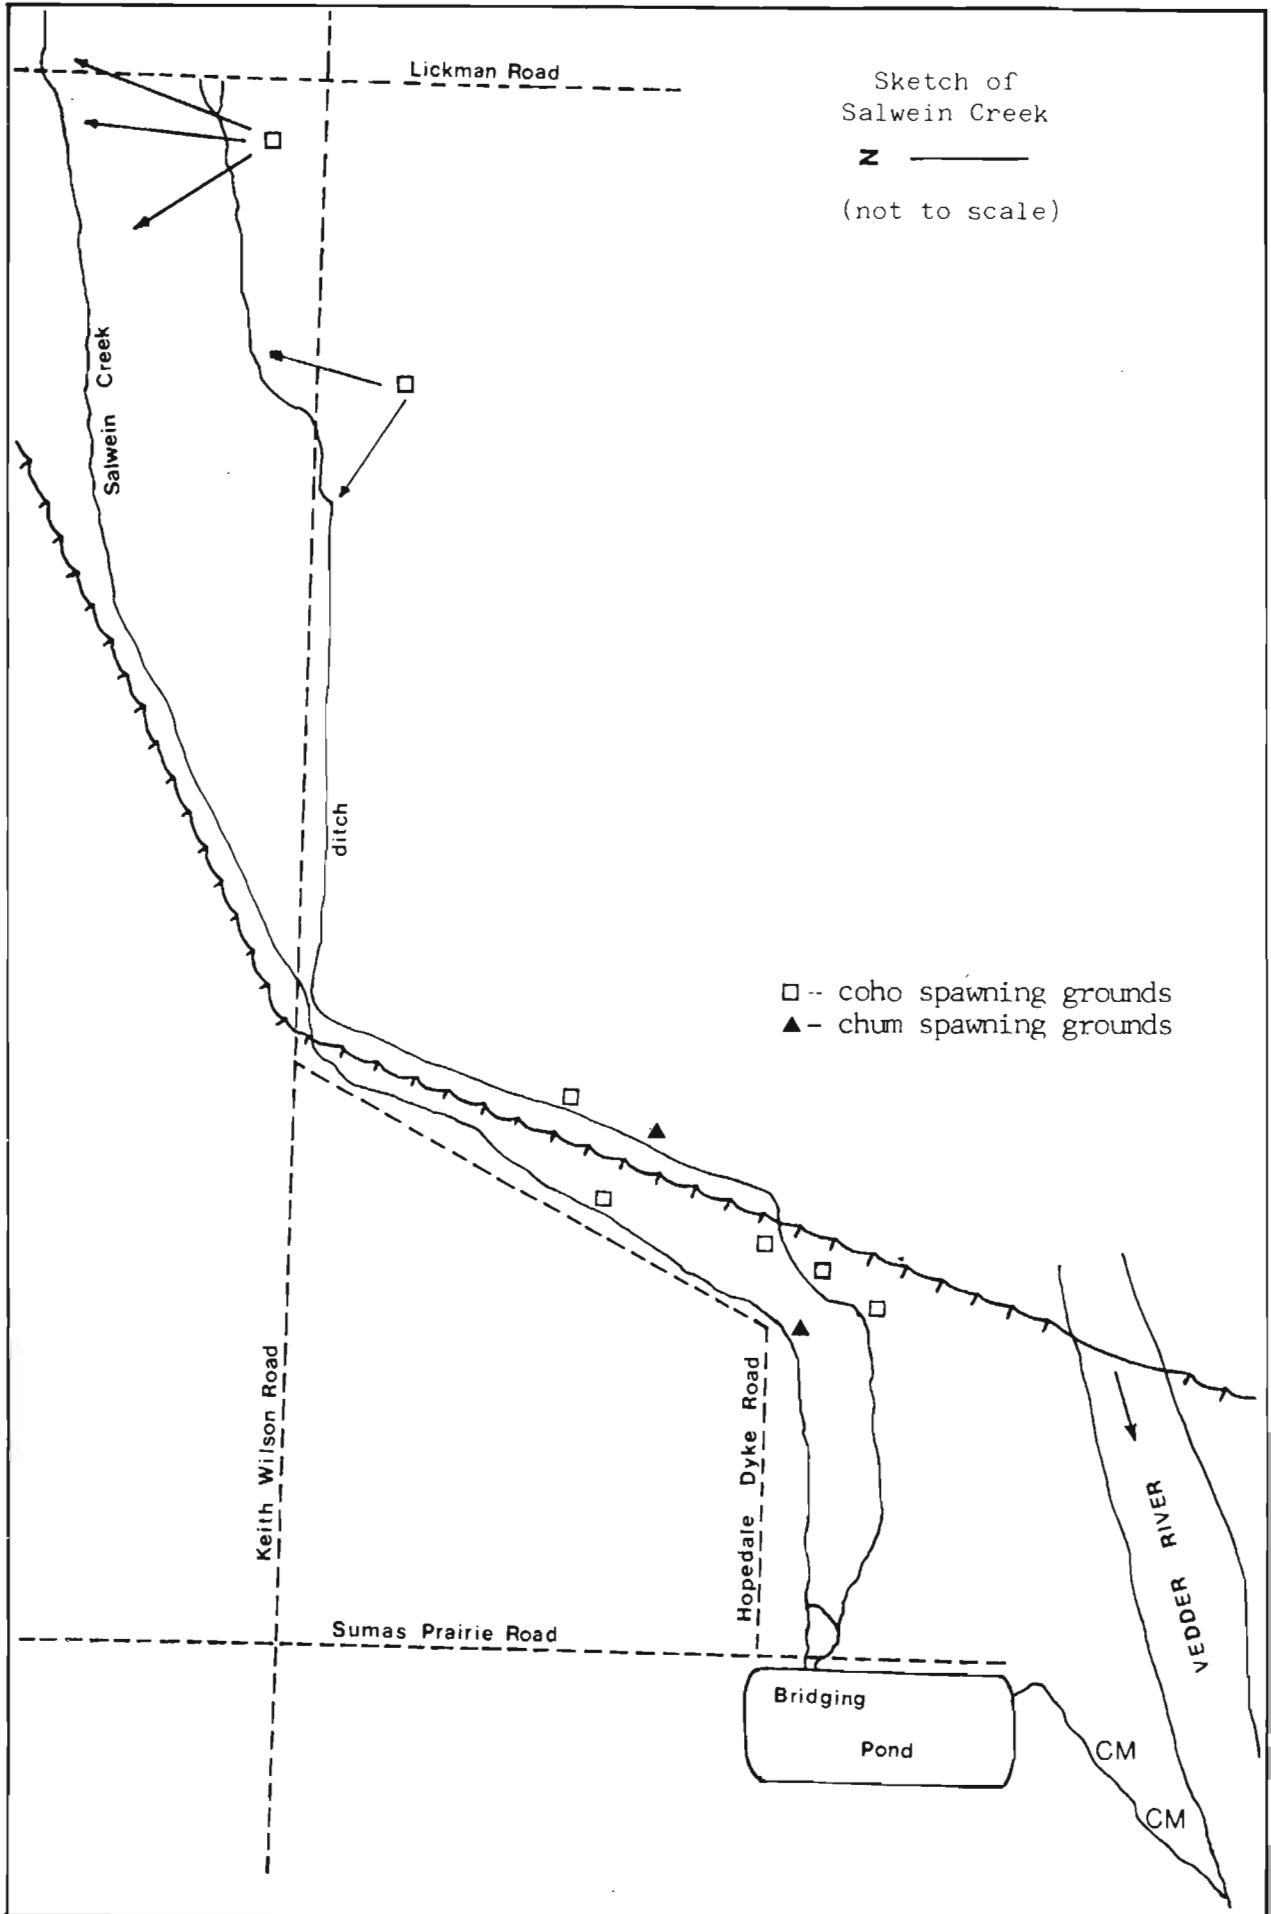 Lickman Road
Sketch of
Salwein Creek
N
(not to scale)
Salwein Creek
ditch
□ -- coho spawning grounds
▲ - chum spawning grounds
Keith Wilson Road
Hopedale Dyke Road
VEDDER RIVER
Sumas Prairie Road
Bridging
Pond
CM
CM